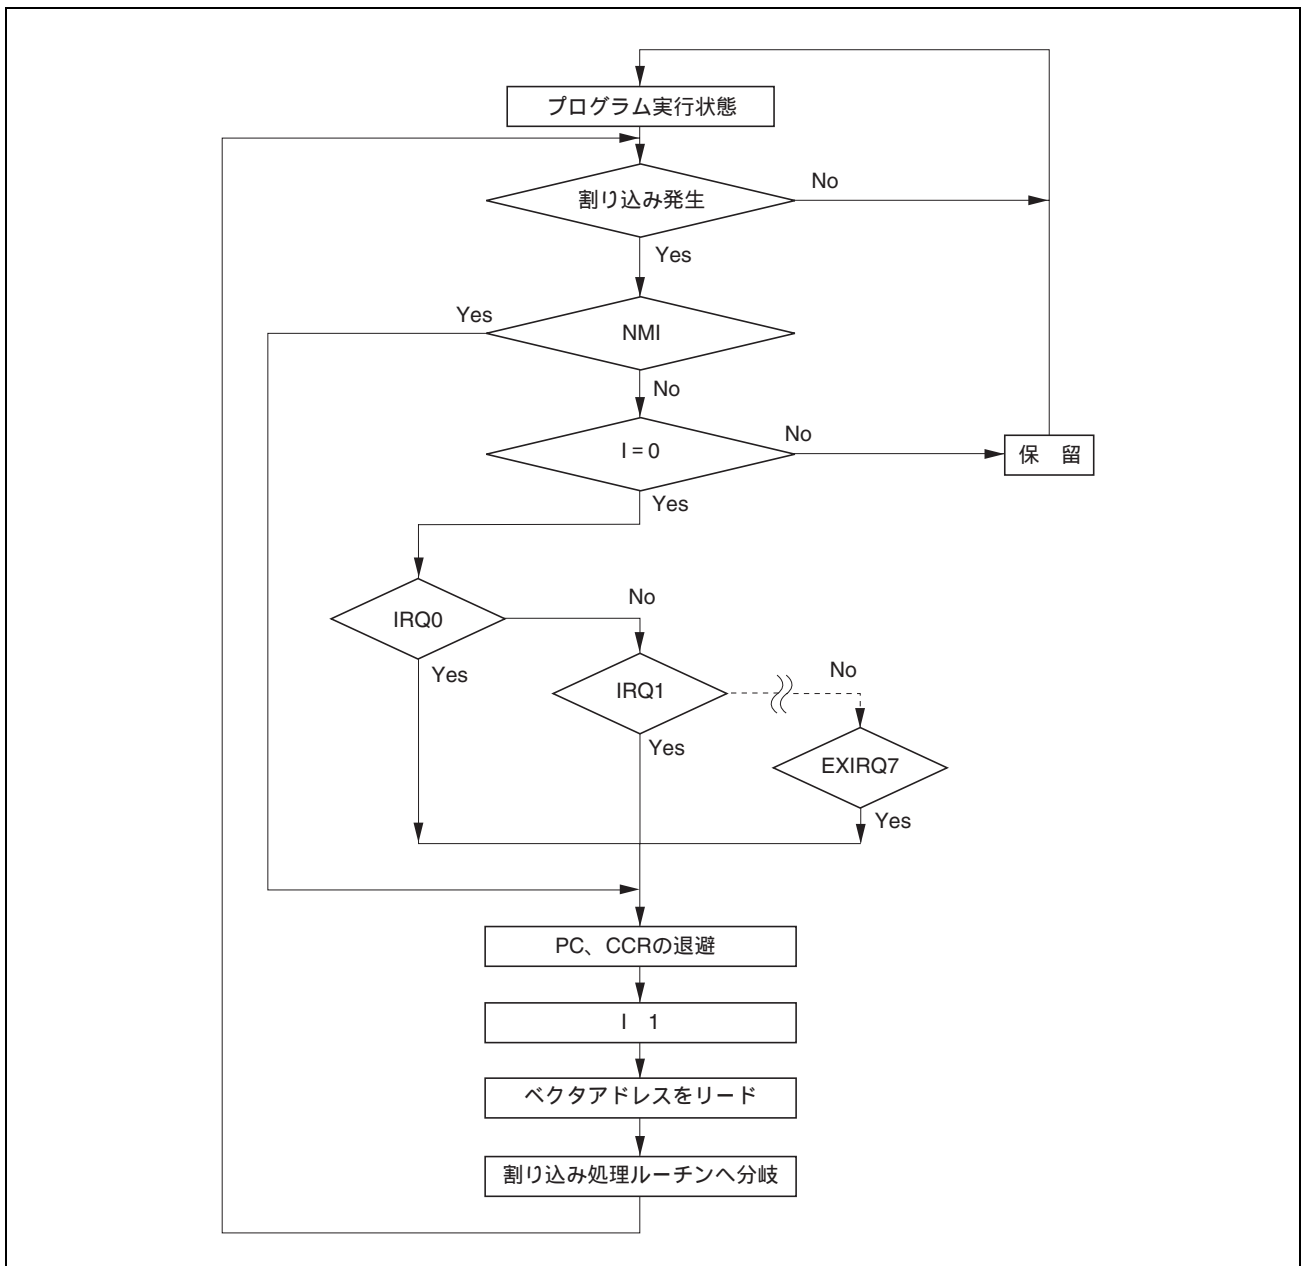 プログラム実行状態
割り込み発生
No
Yes
Yes
NMI
No
I = 0
No
保 留
Yes
IRQ0
No
Yes
IRQ1
No
Yes
EXIRQ7
Yes
PC、CCRの退避
I 1
ベクタアドレスをリード
割り込み処理ルーチンへ分岐